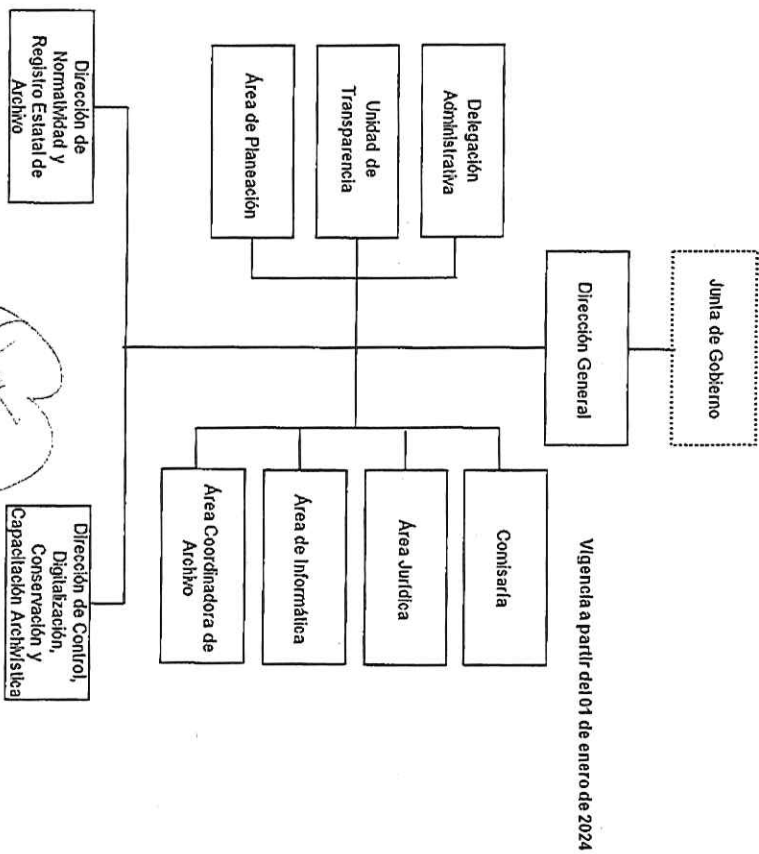 Junta de Gobierno
Vigencia a partir del 01 de enero de 2024
Dirección General
Delegación
Administrativa
Unidad de
Transparencia
Área de Planeación
Comisaría
Área Jurídica
Área de Informática
Área Coordinadora de
Archivo
Dirección de
Normatividad y
Registro Estatal de
Archivo
Dirección de Control,
Digitalización,
Conservación y
Capacitación Archivística